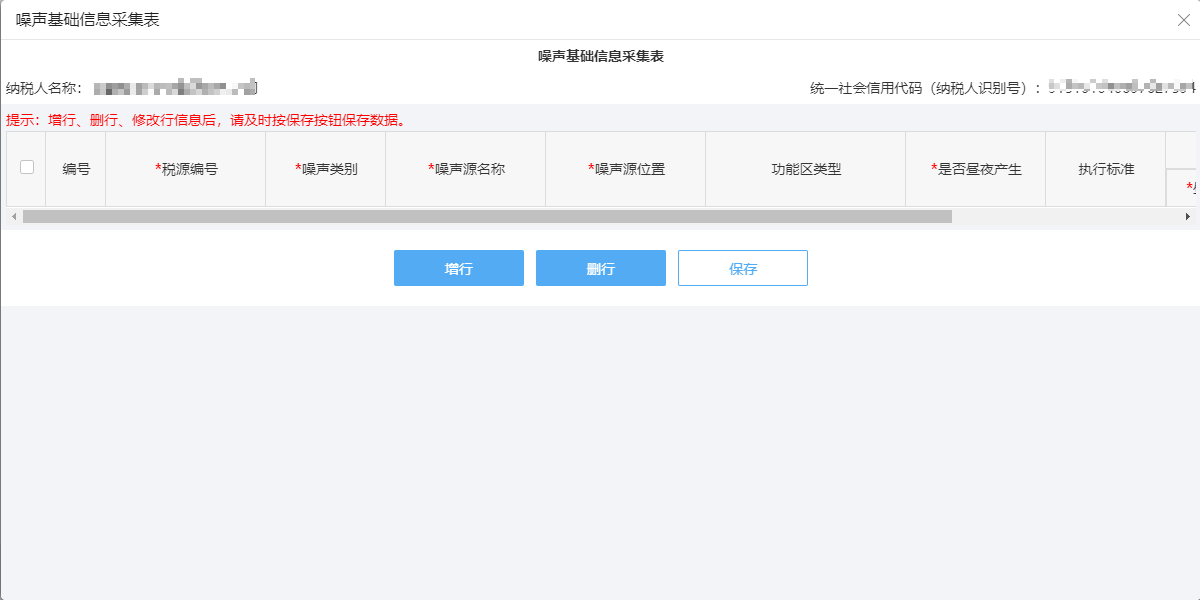 噪声基础信息采集表
噪声基础信息采集表
纳税人名称： 统一社会信用代码（纳税人识别号）：
提示：增行、删行、修改行信息后，请及时按保存按钮保存数据。
编号 *税源编号 *噪声类别 *噪声源名称 *噪声源位置 功能区类型 *是否昼夜产生 执行标准
增行 删行 保存